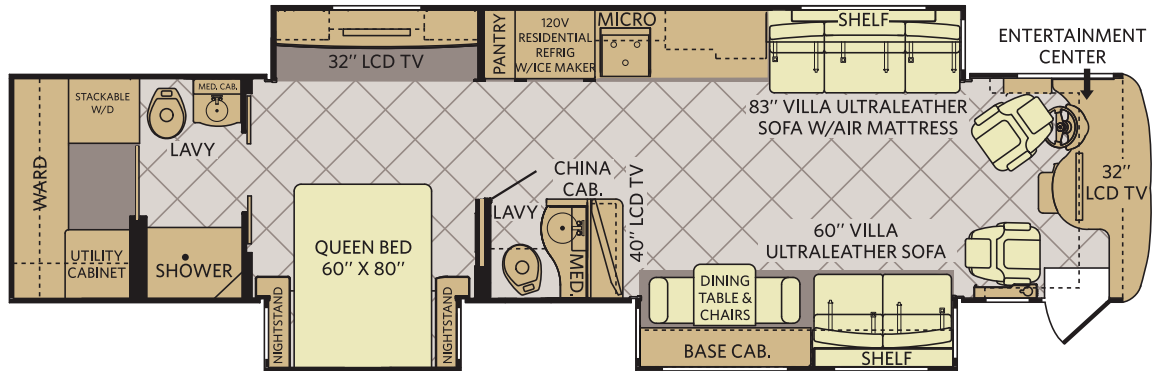 WARD
STACKABLE
W/D
UTILITY
CABINET
MED. CAB.
LAVY
SHOWER
32" LCD TV
QUEEN BED
60" X 80"
NIGHTSTAND
NIGHTSTAND
PANTRY
120V
RESIDENTIAL
REFRIG
W/ICE MAKER
MICRO
CHINA
CAB.
LAVY
MED.
40" LCD TV
SHELF
83" VILLA ULTRALEATHER
SOFA W/AIR MATTRESS
60" VILLA
ULTRALEATHER SOFA
DINING
TABLE &
CHAIRS
BASE CAB.
SHELF
ENTERTAINMENT
CENTER
32"
LCD TV